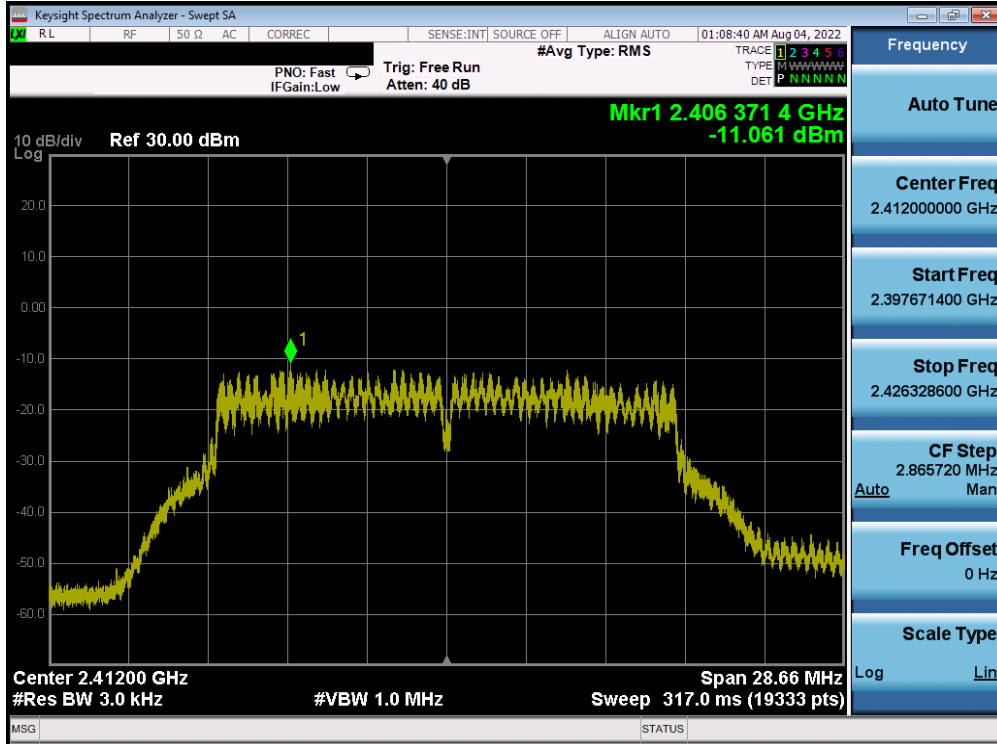 Keysight Spectrum Analyzer - Swept SA
LXI RL RF 50 Ω AC CORREC SENSE:INT SOURCE OFF ALIGN AUTO 01:08:40 AM Aug 04, 2022
#Avg Type: RMS
TRACE 1 2 3 4 5 6
PNO: Fast Trig: Free Run TYPE M WWWWW
IFGain:Low Atten: 40 dB DET P N N N N N
Mkr1 2.406 371 4 GHz
-11.061 dBm
10 dB/div Ref 30.00 dBm
Log
20.0
10.0
0.00
1
-10.0
-20.0
-30.0
-40.0
-50.0
-60.0
Center 2.41200 GHz Span 28.66 MHz
#Res BW 3.0 kHz #VBW 1.0 MHz Sweep 317.0 ms (19333 pts)
MSG STATUS
Frequency
Auto Tune
Center Freq
2.412000000 GHz
Start Freq
2.397671400 GHz
Stop Freq
2.426328600 GHz
CF Step
2.865720 MHz
Auto Man
Freq Offset
0 Hz
Scale Type
Log Lin